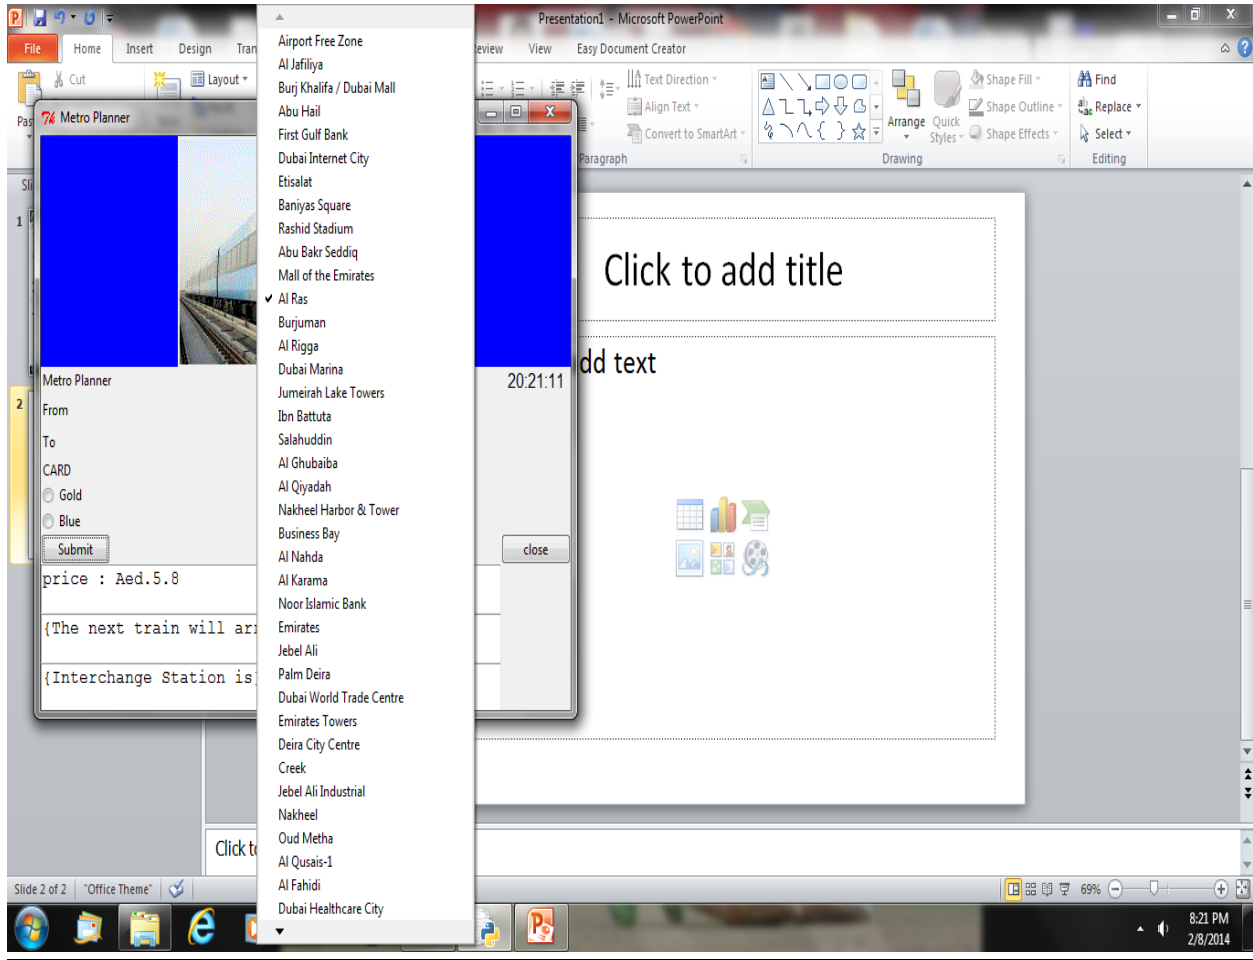 Presentation1 - Microsoft PowerPoint
File Home Insert Design Tran eview View Easy Document Creator
Cut
Layout
Text Direction
Align Text
Convert to SmartArt
Paragraph
Arrange
Quick Styles
Shape Fill
Shape Outline
Shape Effects
Drawing
Find
Replace
Select
Editing
Pas
Sli
1
2
Metro Planner
Metro Planner
20:21:11
From
To
CARD
Gold
Blue
Submit
close
price : Aed.5.8
{The next train will arr
{Interchange Station is}
Airport Free Zone
Al Jafiliya
Burj Khalifa / Dubai Mall
Abu Hail
First Gulf Bank
Dubai Internet City
Etisalat
Baniyas Square
Rashid Stadium
Abu Bakr Seddiq
Mall of the Emirates
Al Ras
Burjuman
Al Rigga
Dubai Marina
Jumeirah Lake Towers
Ibn Battuta
Salahuddin
Al Ghubaiba
Al Qiyadah
Nakheel Harbor & Tower
Business Bay
Al Nahda
Al Karama
Noor Islamic Bank
Emirates
Jebel Ali
Palm Deira
Dubai World Trade Centre
Emirates Towers
Deira City Centre
Creek
Jebel Ali Industrial
Nakheel
Oud Metha
Al Qusais-1
Al Fahidi
Dubai Healthcare City
Click to add title
dd text
Click to
Slide 2 of 2 "Office Theme"
69%
8:21 PM
2/8/2014